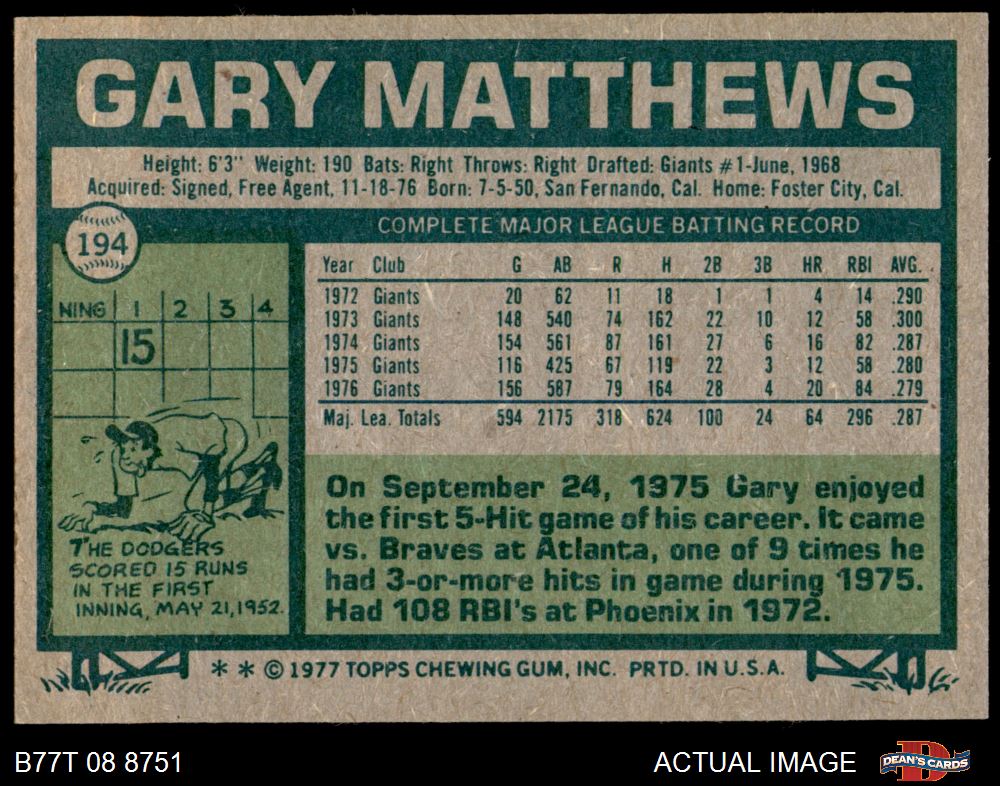 GARY MATTHEWS
Height: 6'3" Weight: 190 Bats: Right Throws: Right Drafted: Giants #1-June, 1968
Acquired: Signed, Free Agent, 11-18-76 Born: 7-5-50, San Fernando, Cal. Home: Foster City, Cal.
194
COMPLETE MAJOR LEAGUE BATTING RECORD
Year Club G AB R H 2B 3B HR RBI AVG.
1972 Giants 20 62 11 18 1 1 4 14 .290
1973 Giants 148 540 74 162 22 10 12 58 .300
1974 Giants 154 561 87 161 27 6 16 82 .287
1975 Giants 116 425 67 119 22 3 12 58 .280
1976 Giants 156 587 79 164 28 4 20 84 .279
Maj. Lea. Totals 594 2175 318 624 100 24 64 296 .287
NING 1 2 3 4
15
THE DODGERS
SCORED 15 RUNS
IN THE FIRST
INNING, MAY 21, 1952.
On September 24, 1975 Gary enjoyed
the first 5-Hit game of his career. It came
vs. Braves at Atlanta, one of 9 times he
had 3-or-more hits in game during 1975.
Had 108 RBI's at Phoenix in 1972.
* * © 1977 TOPPS CHEWING GUM, INC. PRTD. IN U.S.A.
B77T 08 8751
ACTUAL IMAGE
D
DEAN'S CARDS